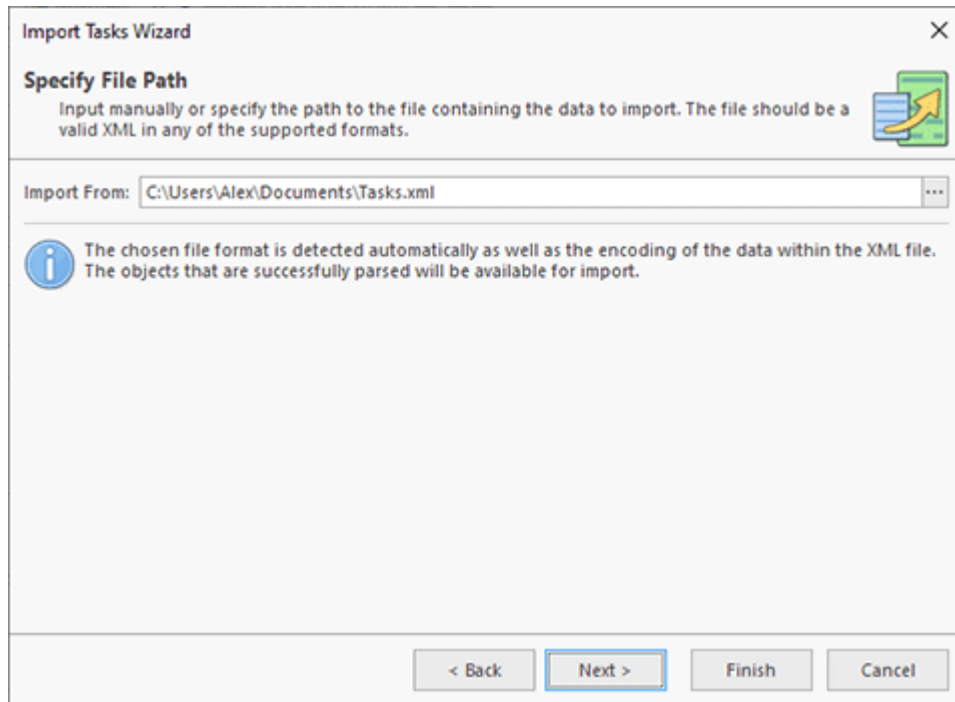 Import Tasks Wizard
Specify File Path
Input manually or specify the path to the file containing the data to import. The file should be a
valid XML in any of the supported formats.
Import From: C:\Users\Alex\Documents\Tasks.xml ...
The chosen file format is detected automatically as well as the encoding of the data within the XML file.
The objects that are successfully parsed will be available for import.
< Back Next > Finish Cancel